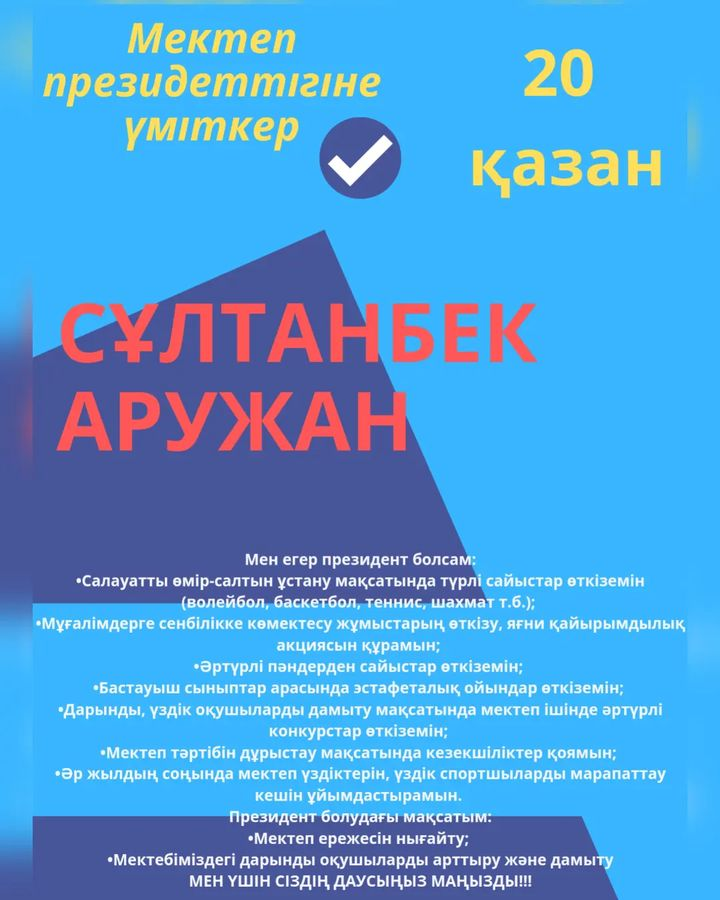 Мектеп
президеттігіне
үміткер
20
қазан
СҰЛТАНБЕК
АРУЖАН
Мен егер президент болсам:
•Салауатты өмір-салтын ұстану мақсатында түрлі сайыстар өткіземін
(волейбол, баскетбол, теннис, шахмат т.б.);
•Мұғалімдерге сенбілікке көмектесу жұмыстарың өткізу, яғни қайырымдылық
акциясын құрамын;
•Әртүрлі пәндерден сайыстар өткіземін;
•Бастауыш сыныптар арасында эстафеталық ойындар өткіземін;
•Дарынды, үздік оқушыларды дамыту мақсатында мектеп ішінде әртүрлі
конкурстар өткіземін;
•Мектеп тәртібін дұрыстау мақсатында кезекшіліктер қоямын;
•Әр жылдың соңында мектеп үздіктерін, үздік спортшыларды марапаттау
кешін ұйымдастырамын.
Президент болудағы мақсатым:
•Мектеп ережесін нығайту;
•Мектебіміздегі дарынды оқушыларды арттыру және дамыту
МЕН ҮШІН СІЗДІҢ ДАУСЫҢЫЗ МАҢЫЗДЫ!!!